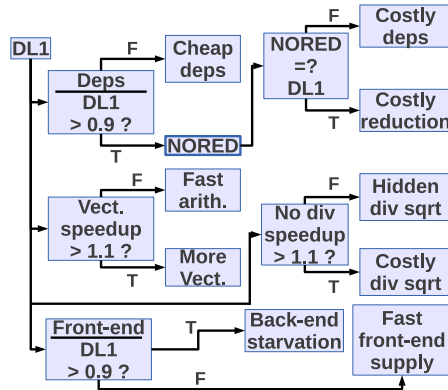 DL1
F
Cheap
deps
Deps
DL1
> 0.9 ?
T
NORED
NORED
=?
DL1
F
Costly
deps
T
Costly
reduction
Vect.
speedup
> 1.1 ?
F
Fast
arith.
T
More
Vect.
No div
speedup
> 1.1 ?
F
Hidden
div sqrt
T
Costly
div sqrt
Front-end
DL1
> 0.9 ?
T
Back-end
starvation
F
Fast
front-end
supply